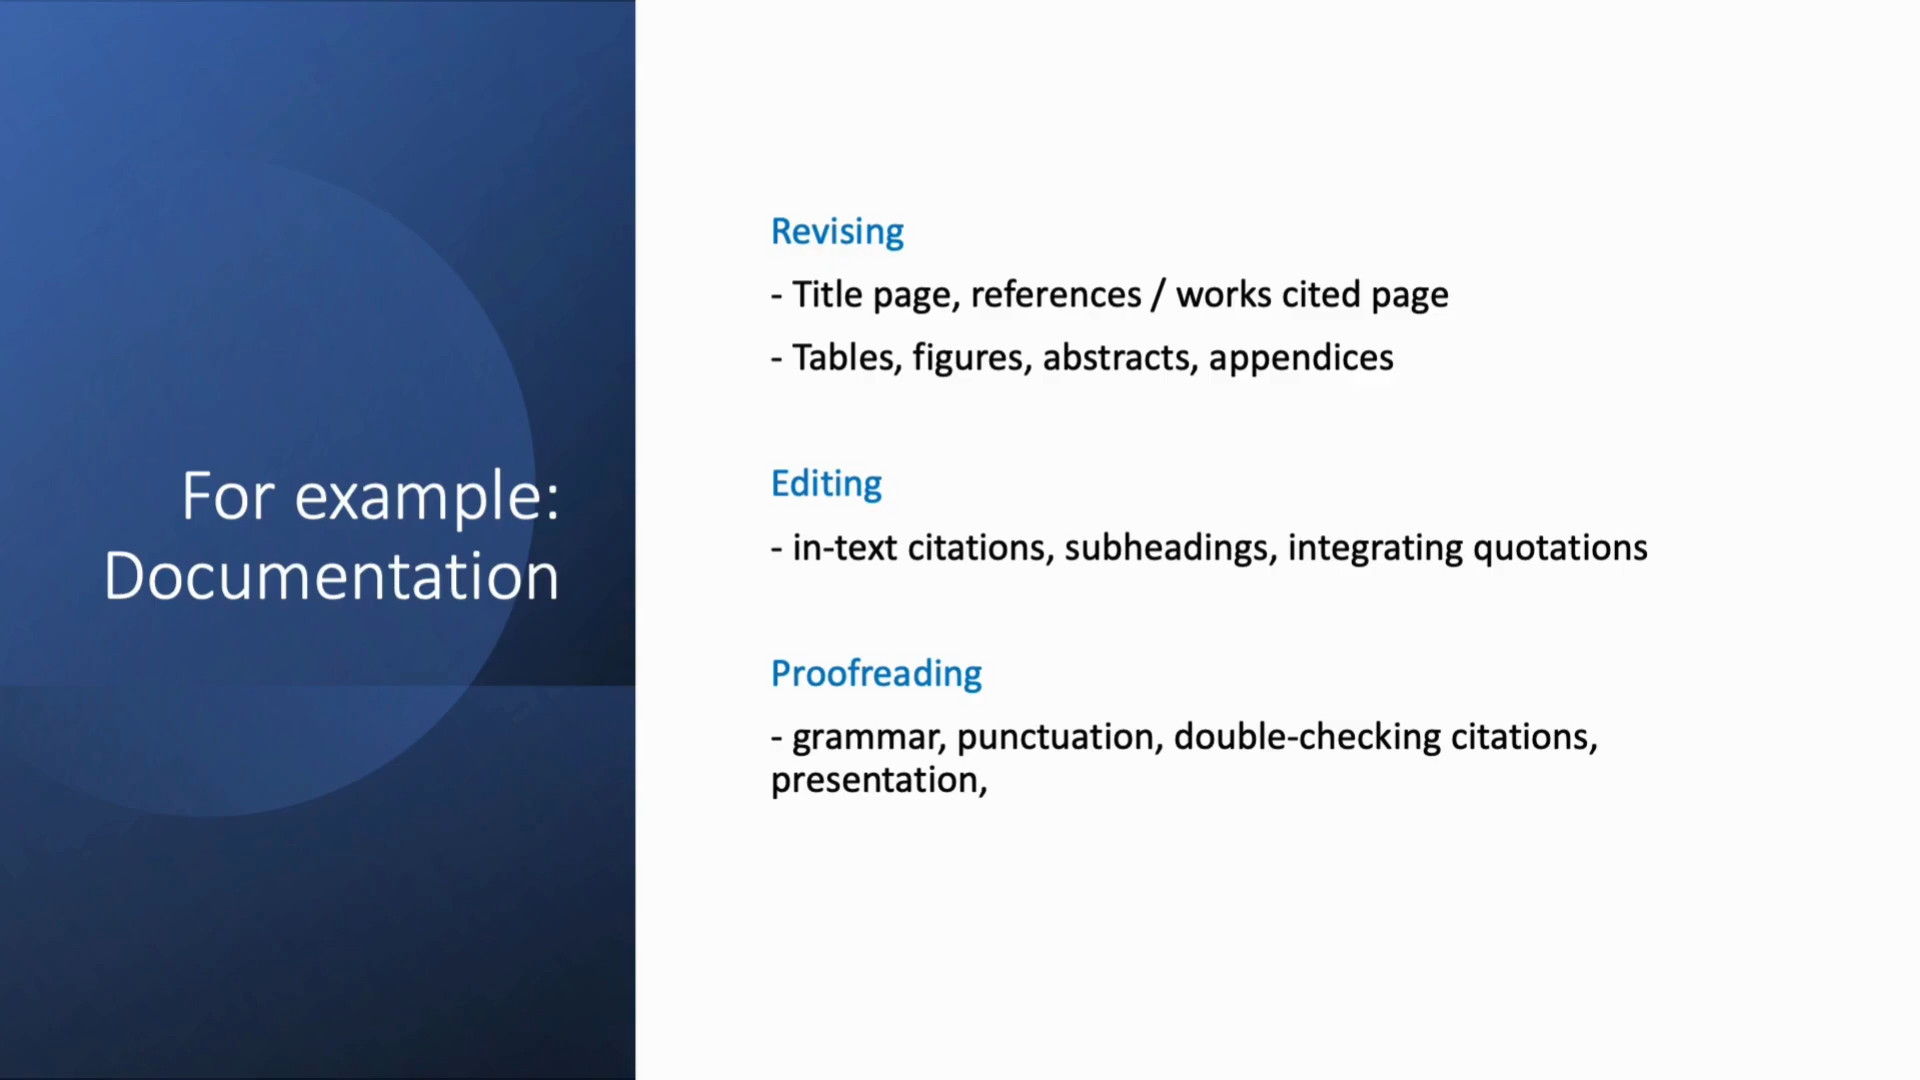 For example:
Documentation
Revising
- Title page, references / works cited page
- Tables, figures, abstracts, appendices
Editing
- in-text citations, subheadings, integrating quotations
Proofreading
- grammar, punctuation, double-checking citations,
presentation,